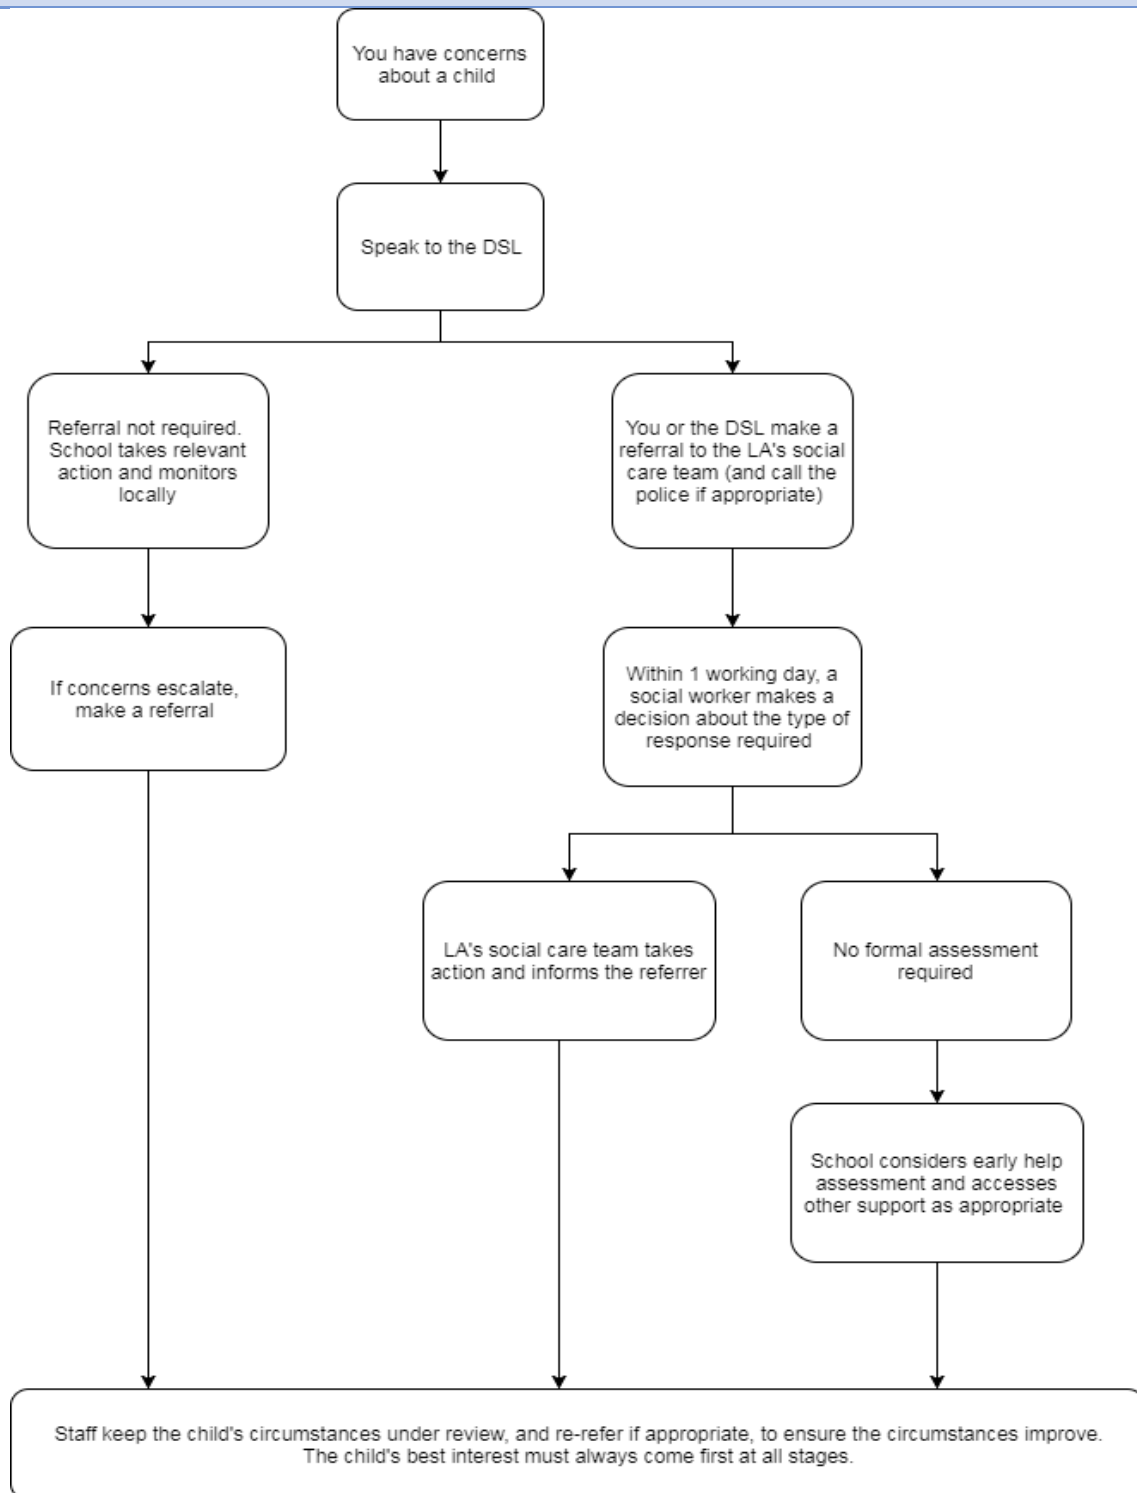 You have concerns
about a child
Speak to the DSL
Referral not required.
School takes relevant
action and monitors
locally
You or the DSL make a
referral to the LA's social
care team (and call the
police if appropriate)
If concerns escalate,
make a referral
Within 1 working day, a
social worker makes a
decision about the type of
response required
LA's social care team takes
action and informs the referrer
No formal assessment
required
School considers early help
assessment and accesses
other support as appropriate
Staff keep the child's circumstances under review, and re-refer if appropriate, to ensure the circumstances improve.
The child's best interest must always come first at all stages.